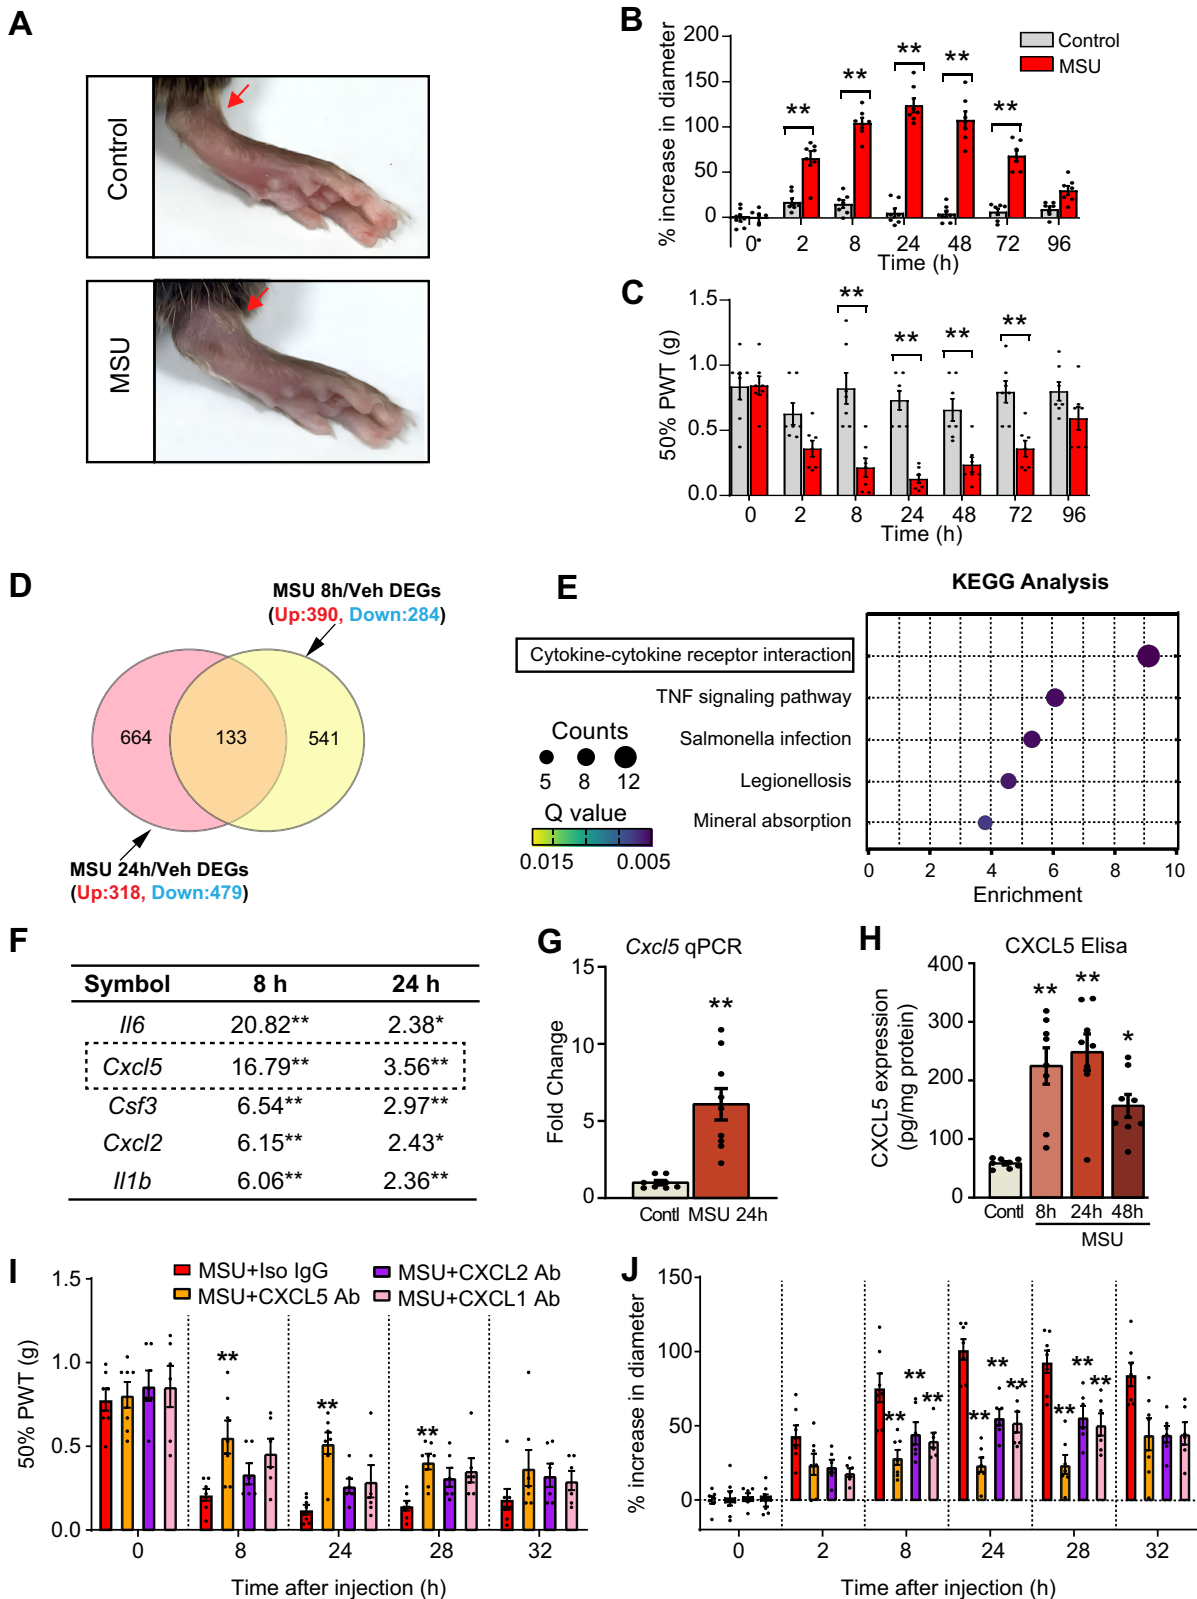 A
Control
MSU
B
% increase in diameter
200
150
100
50
0
** ** ** ** **
Control
MSU
0 2 8 24 48 72 96
Time (h)
C
50% PWT (g)
1.5
1.0
0.5
0.0
** ** ** **
0 2 8 24 48 72 96
Time (h)
D
MSU 8h/Veh DEGs
(Up:390, Down:284)
664 133 541
MSU 24h/Veh DEGs
(Up:318, Down:479)
E
KEGG Analysis
Cytokine-cytokine receptor interaction
TNF signaling pathway
Salmonella infection
Legionellosis
Mineral absorption
Counts
5 8 12
Q value
0.015 0.005
0 2 4 6 8 10
Enrichment
F
Symbol 8 h 24 h
Il6 20.82** 2.38*
Cxcl5 16.79** 3.56**
Csf3 6.54** 2.97**
Cxcl2 6.15** 2.43*
Il1b 6.06** 2.36**
G
Cxcl5 qPCR
Fold Change
15
10
5
0
**
Contl MSU 24h
H
CXCL5 Elisa
CXCL5 expression
(pg/mg protein)
400
300
200
100
0
** ** *
Contl 8h 24h 48h
MSU
I
50% PWT (g)
1.5
1.0
0.5
0.0
MSU+Iso IgG
MSU+CXCL5 Ab
MSU+CXCL2 Ab
MSU+CXCL1 Ab
** ** **
0 8 24 28 32
Time after injection (h)
J
% increase in diameter
150
100
50
0
** ** ** ** ** ** ** ** **
0 2 8 24 28 32
Time after injection (h)